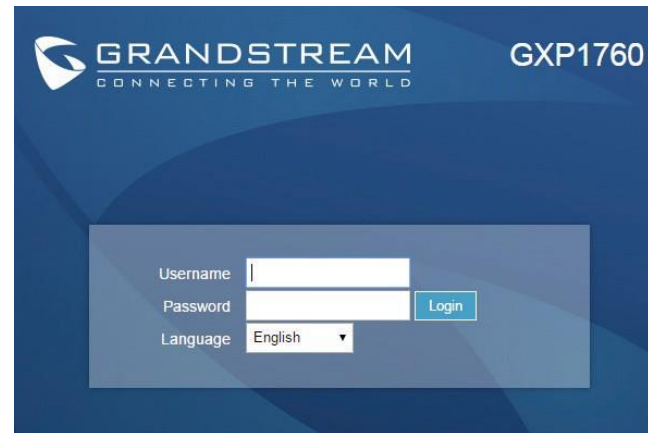 GRANDSTREAM
CONNECTING THE WORLD
GXP1760
Username
Password
Login
Language
English